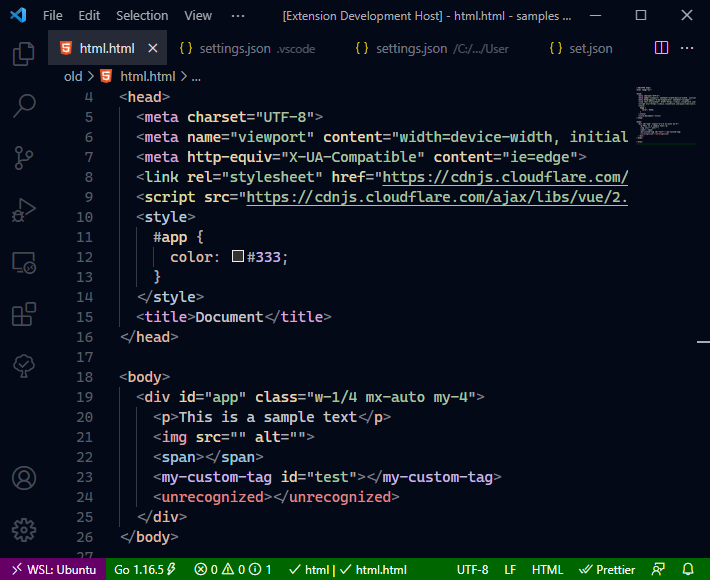 File Edit Selection View ··· [Extension Development Host] - html.html - samples ...
html.html {} settings.json .vscode {} settings.json /C:/.../User {} set.json ···
old > html.html > ...
4 <head>
5 <meta charset="UTF-8">
6 <meta name="viewport" content="width=device-width, initial
7 <meta http-equiv="X-UA-Compatible" content="ie=edge">
8 <link rel="stylesheet" href="https://cdnjs.cloudflare.com/
9 <script src="https://cdnjs.cloudflare.com/ajax/libs/vue/2.
10 <style>
11 #app {
12 color: #333;
13 }
14 </style>
15 <title>Document</title>
16 </head>
17
18 <body>
19 <div id="app" class="w-1/4 mx-auto my-4">
20 <p>This is a sample text</p>
21 <img src="" alt="">
22 <span></span>
23 <my-custom-tag id="test"></my-custom-tag>
24 <unrecognized></unrecognized>
25 </div>
26 </body>
27
WSL: Ubuntu Go 1.16.5 0 0 1 html | html.html UTF-8 LF HTML Prettier